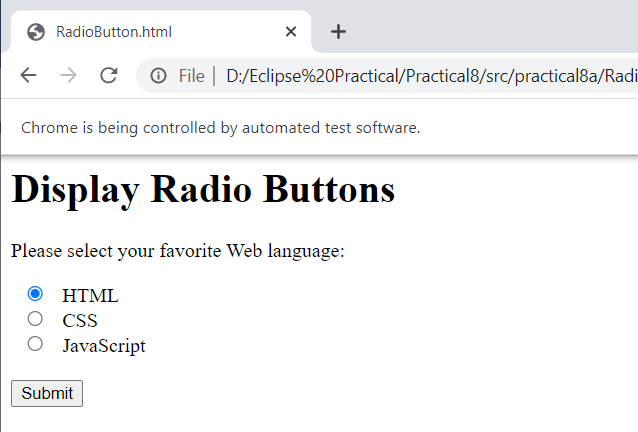 RadioButton.html
File | D:/Eclipse%20Practical/Practical8/src/practical8a/Radi
Chrome is being controlled by automated test software.
Display Radio Buttons
Please select your favorite Web language:
HTML
CSS
JavaScript
Submit